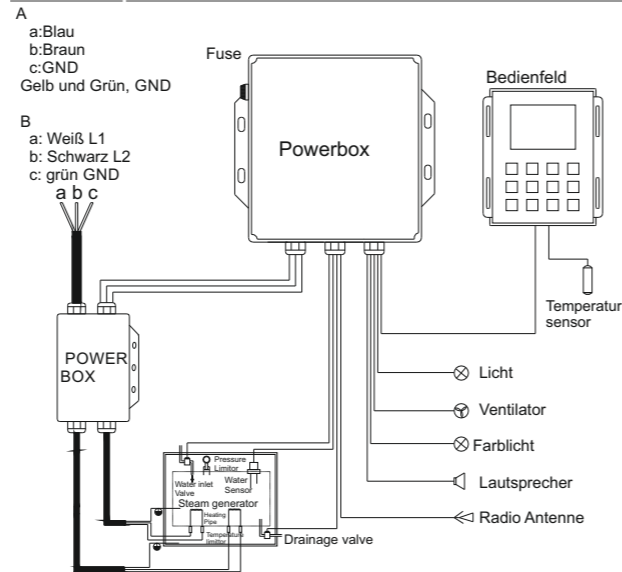 A
a:Blau
b:Braun
c:GND
Gelb und Grün, GND
B
a: Weiß L1
b: Schwarz L2
c: grün GND
a b c
Fuse
Powerbox
Bedienfeld
Temperatur
sensor
POWER
BOX
Licht
Ventilator
Farblicht
Lautsprecher
Radio Antenne
Pressure
Limitor
Water inlet
Valve
Water
Sensor
Steam generator
Heating
Pipe
Temperature
limittor
Drainage valve